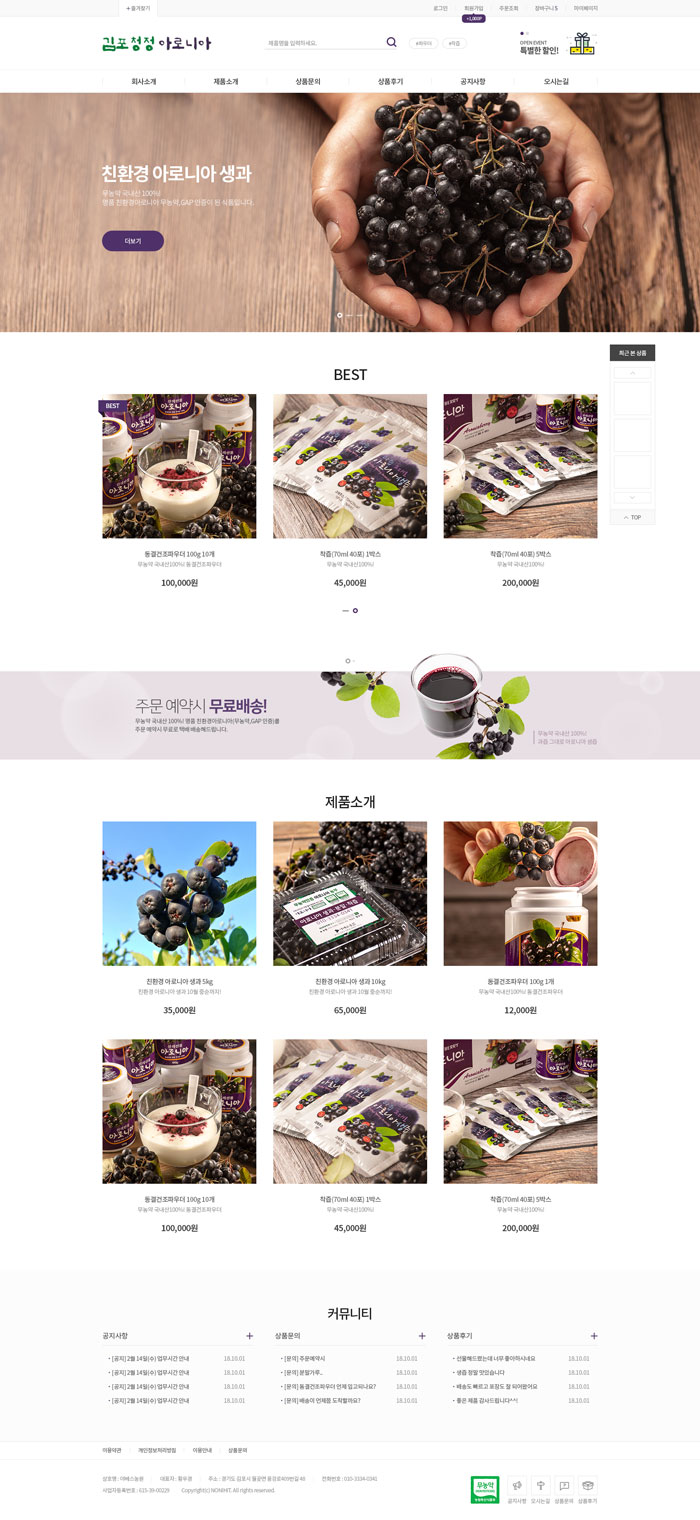 + 즐겨찾기
로그인 회원가입 주문조회 장바구니 5 마이페이지
+1,000P
김포청정 아로니아
제품명을 입력하세요.
#파우더 #착즙
OPEN EVENT
특별한 할인!
회사소개 제품소개 상품문의 상품후기 공지사항 오시는길
친환경 아로니아 생과
무농약 국내산 100%!
명품 친환경아로니아 무농약,GAP 인증이 된 식품입니다.
더보기
최근 본 상품
TOP
BEST
BEST
아로니아
동결건조파우더 100g 10개
무농약 국내산100%! 동결건조파우더
100,000원
착즙(70ml 40포) 1박스
무농약 국내산100%!
45,000원
착즙(70ml 40포) 5박스
무농약 국내산100%!
200,000원
주문 예약시 무료배송!
무농약 국내산 100%! 명품 친환경아로니아(무농약,GAP 인증)를
주문 예약시 무료로 택배 배송해드립니다.
무농약 국내산 100%!
과즙 그대로 아로니아 생즙
제품소개
친환경 아로니아 생과 5kg
친환경 아로니아 생과 10월 중순까지!
35,000원
친환경 아로니아 생과 10kg
친환경 아로니아 생과 10월 중순까지!
65,000원
동결건조파우더 100g 1개
무농약 국내산100%! 동결건조파우더
12,000원
아로니아
동결건조파우더 100g 10개
무농약 국내산100%! 동결건조파우더
100,000원
착즙(70ml 40포) 1박스
무농약 국내산100%!
45,000원
착즙(70ml 40포) 5박스
무농약 국내산100%!
200,000원
커뮤니티
공지사항 +
· [공지] 2월 14일(수) 업무시간 안내 18.10.01
· [공지] 2월 14일(수) 업무시간 안내 18.10.01
· [공지] 2월 14일(수) 업무시간 안내 18.10.01
· [공지] 2월 14일(수) 업무시간 안내 18.10.01
상품문의 +
· [문의] 주문예약시 18.10.01
· [문의] 분말가루.. 18.10.01
· [문의] 동결건조파우더 언제 입고되나요? 18.10.01
· [문의] 배송이 언제쯤 도착할까요? 18.10.01
상품후기 +
· 선물해드렸는데 너무 좋아하시네요 18.10.01
· 생즙 정말 맛있습니다 18.10.01
· 배송도 빠르고 포장도 잘 되어왔어요 18.10.01
· 좋은 제품 감사드립니다^^! 18.10.01
이용약관 개인정보처리방침 이용안내 상품문의
상호명 : 더베스농원 대표자 : 황우경 주소 : 경기도 김포시 월곶면 용강로409번길 48 전화번호 : 010-3334-0341
사업자등록번호 : 615-39-00229 Copyright(c) NONHMIT. All rights reserved.
무농약
공지사항 오시는길 상품문의 상품후기